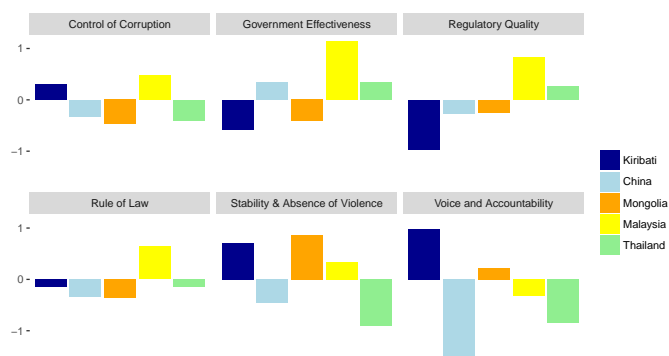 Control of Corruption
Government Effectiveness
Regulatory Quality
1
0
−1
Kiribati
China
Mongolia
Malaysia
Thailand
Rule of Law
Stability & Absence of Violence
Voice and Accountability
1
0
−1